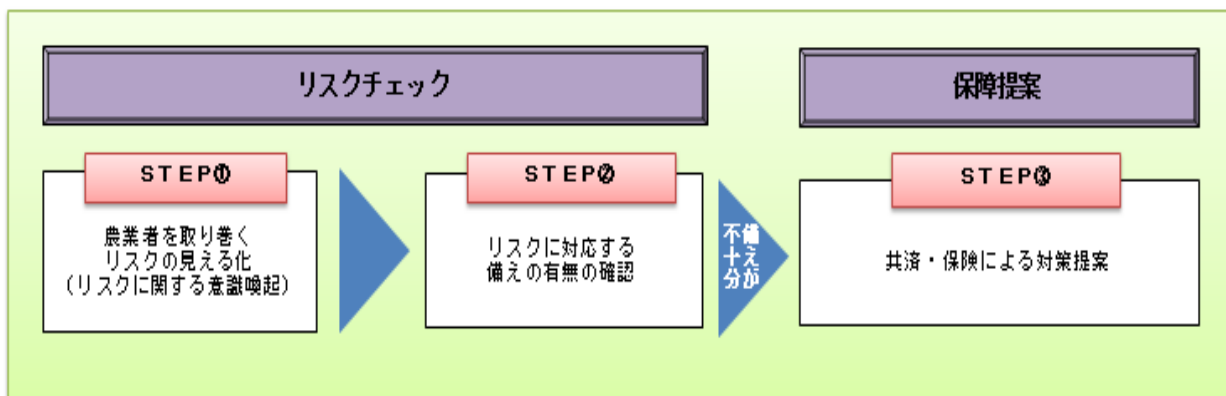 リスクチェック
保障提案
STEP①
農業者を取り巻く
リスクの見える化
(リスクに関する意識喚起)
STEP②
リスクに対応する
備えの有無の確認
備えが
不十分
STEP③
共済・保険による対策提案